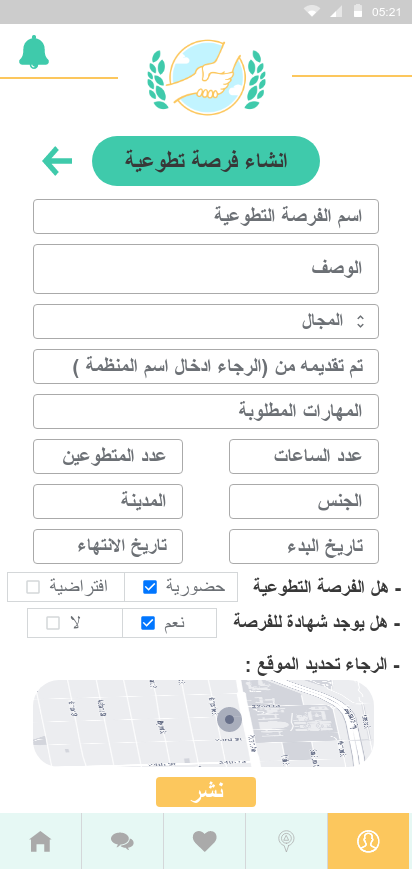 05:21
انشاء فرصة تطوعية
اسم الفرصة التطوعية
الوصف
المجال
تم تقديمه من (الرجاء ادخال اسم المنظمة )
المهارات المطلوبة
عدد الساعات
عدد المتطوعين
الجنس
المدينة
تاريخ البدء
تاريخ الانتهاء
- هل الفرصة التطوعية حضورية افتراضية
- هل يوجد شهادة للفرصة نعم لا
- الرجاء تحديد الموقع :
نشر